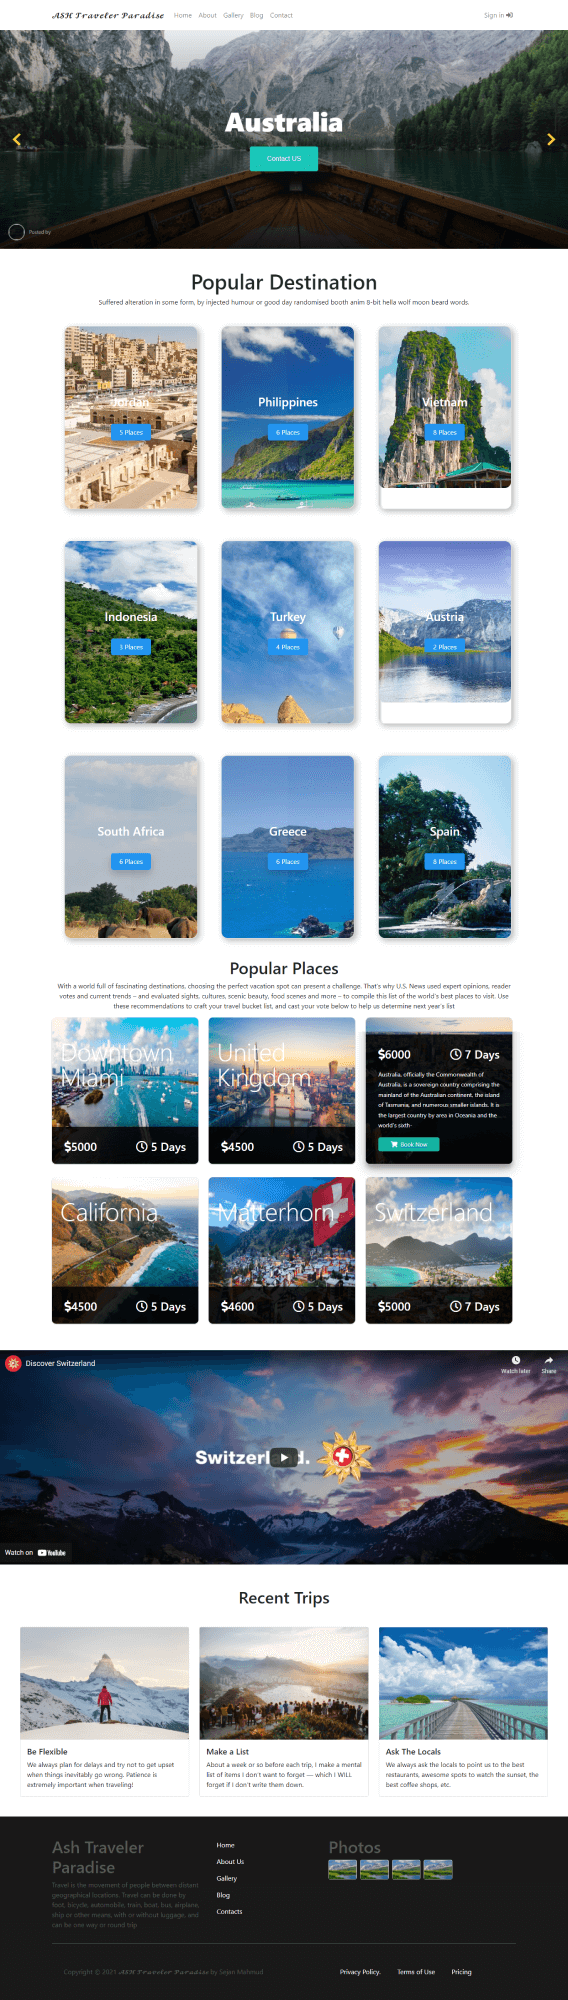 ASH Traveler Paradise Home About Gallery Blog Contact Sign in
Australia
Contact US
Posted by
Popular Destination
Suffered alteration in some form, by injected humour or good day randomised booth anim 8-bit hella wolf moon beard words.
Jordan
5 Places
Philippines
6 Places
Vietnam
8 Places
Indonesia
3 Places
Turkey
4 Places
Austria
2 Places
South Africa
6 Places
Greece
6 Places
Spain
8 Places
Popular Places
With a world full of fascinating destinations, choosing the perfect vacation spot can present a challenge. That's why U.S. News used expert opinions, reader
votes and current trends – and evaluated sights, cultures, scenic beauty, food scenes and more – to compile this list of the world's best places to visit. Use
these recommendations to craft your travel bucket list, and cast your vote below to help us determine next year's list
Downtown
Miami
$5000 5 Days
United
Kingdom
$4500 5 Days
$6000 7 Days
Australia, officially the Commonwealth of
Australia, is a sovereign country comprising the
mainland of the Australian continent, the island
of Tasmania, and numerous smaller islands. It is
the largest country by area in Oceania and the
world's sixth-
Book Now
California
$4500 5 Days
Matterhorn
$4600 5 Days
Switzerland
$5000 7 Days
Discover Switzerland
Watch later Share
Switzerland.
Watch on YouTube
Recent Trips
Be Flexible
We always plan for delays and try not to get upset
when things inevitably go wrong. Patience is
extremely important when traveling!
Make a List
About a week or so before each trip, I make a mental
list of items I don't want to forget — which I WILL
forget if I don't write them down.
Ask The Locals
We always ask the locals to point us to the best
restaurants, awesome spots to watch the sunset, the
best coffee shops, etc.
Ash Traveler
Paradise
Travel is the movement of people between distant
geographical locations. Travel can be done by
foot, bicycle, automobile, train, boat, bus, airplane,
ship or other means, with or without luggage, and
can be one way or round trip
Home
About Us
Gallery
Blog
Contacts
Photos
Copyright © 2021 ASH Traveler Paradise by Sejan Mahmud
Privacy Policy. Terms of Use Pricing